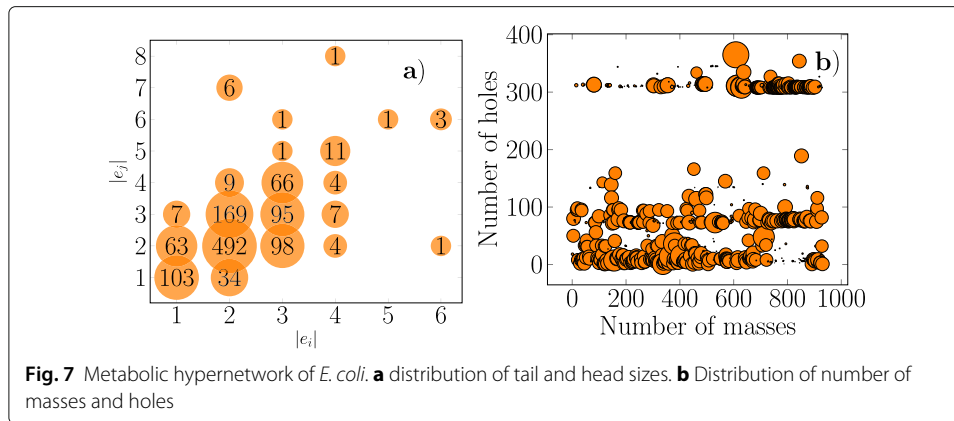 8
7
6
5
4
3
2
1
|e_j|
a)
1
6
1 1 3
1 11
9 66 4
7 169 95 7
63 492 98 4 1
103 34
1 2 3 4 5 6
|e_i|
400
300
200
100
0
Number of holes
b)
0 200 400 600 800 1000
Number of masses
Fig. 7 Metabolic hypernetwork of E. coli. a distribution of tail and head sizes. b Distribution of number of
masses and holes